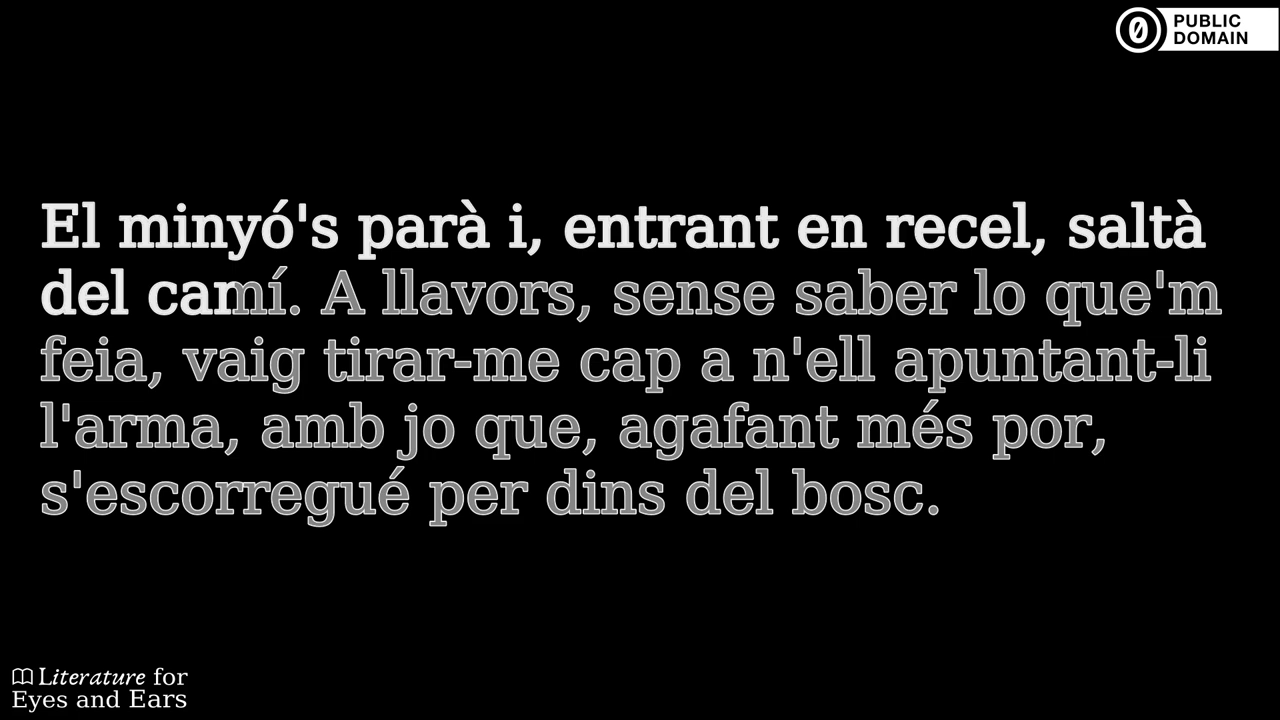 PUBLIC
DOMAIN
El minyó's parà i, entrant en recel, saltà
del camí. A llavors, sense saber lo que'm
feia, vaig tirar-me cap a n'ell apuntant-li
l'arma, amb jo que, agafant més por,
s'escorregué per dins del bosc.
Literature for
Eyes and Ears